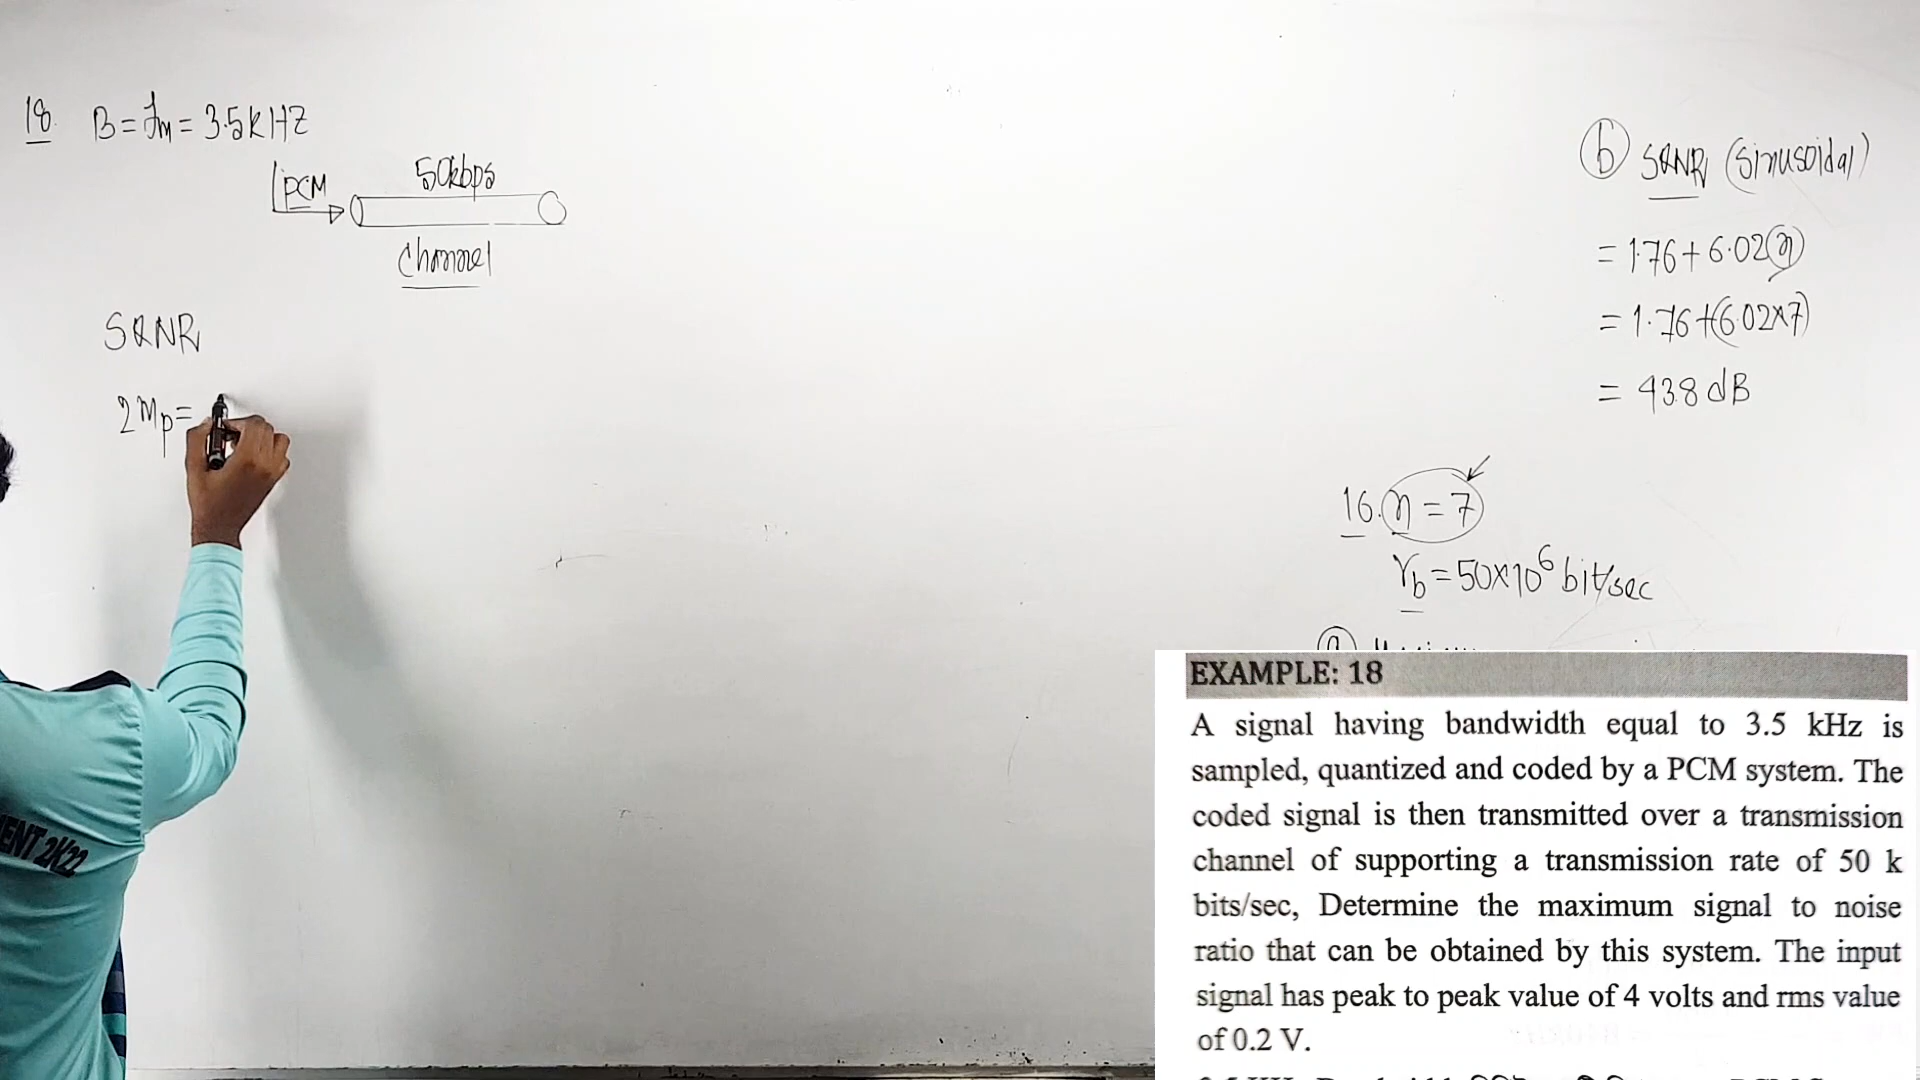 18. B = fm = 3.5kHZ
PCM
50kbps
Channel
SQNR
2mp =
b SQNR (Sinusoidal)
= 1.76 + 6.02(n)
= 1.76 + (6.02×7)
= 43.8 dB
16. n = 7
rb = 50×10⁶ bit/sec
EXAMPLE: 18
A signal having bandwidth equal to 3.5 kHz is
sampled, quantized and coded by a PCM system. The
coded signal is then transmitted over a transmission
channel of supporting a transmission rate of 50 k
bits/sec, Determine the maximum signal to noise
ratio that can be obtained by this system. The input
signal has peak to peak value of 4 volts and rms value
of 0.2 V.
ENT 2K22